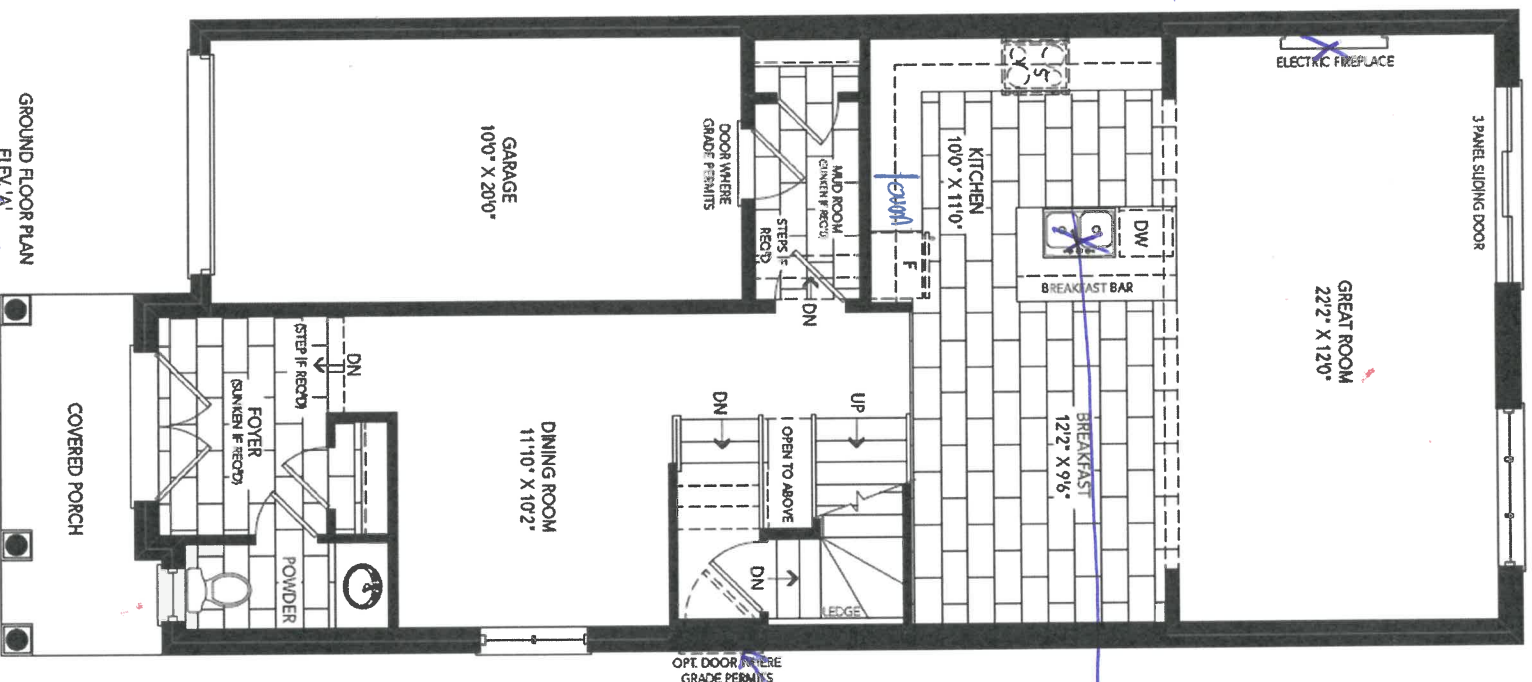 GROUND FLOOR PLAN
ELEV. 'A'
GARAGE
10'0" X 20'0"
DOOR WHERE
GRADE PERMITS
MUD ROOM
(SUNKEN IF REQ'D)
STEPS IF
REQ'D
DN
KITCHEN
10'0" X 11'0"
F
DW
BREAKFAST BAR
BREAKFAST
12'2" X 9'6"
ELECTRIC FIREPLACE
3 PANEL SLIDING DOOR
GREAT ROOM
22'2" X 12'0"
COVERED PORCH
FOYER
(SUNKEN IF REQ'D)
(STEP IF REQ'D)
DN
POWDER
DINING ROOM
11'10" X 10'2"
DN
OPEN TO ABOVE
UP
DN
LEDGE
OPT. DOOR WHERE
GRADE PERMITS